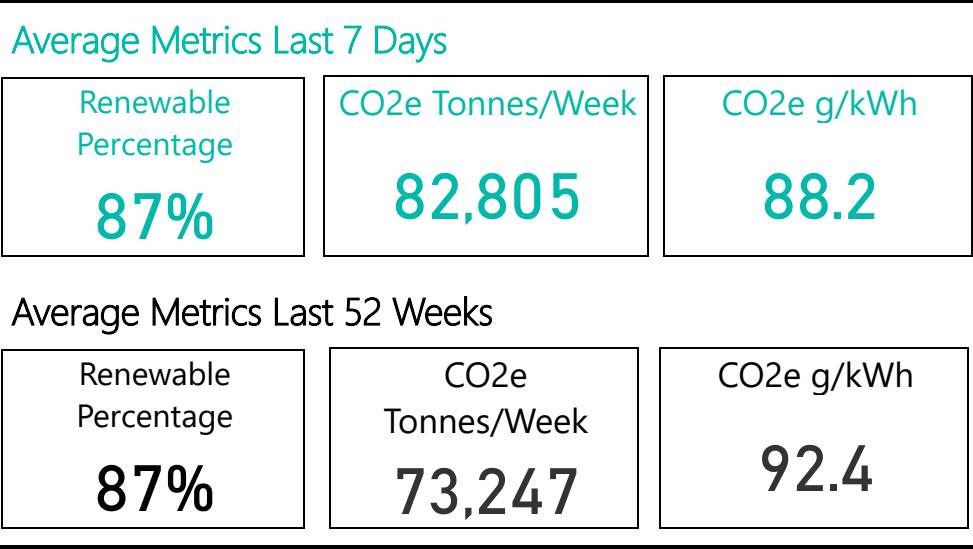 Average Metrics Last 7 Days
Renewable
Percentage
87%
CO2e Tonnes/Week
82,805
CO2e g/kWh
88.2
Average Metrics Last 52 Weeks
Renewable
Percentage
87%
CO2e
Tonnes/Week
73,247
CO2e g/kWh
92.4